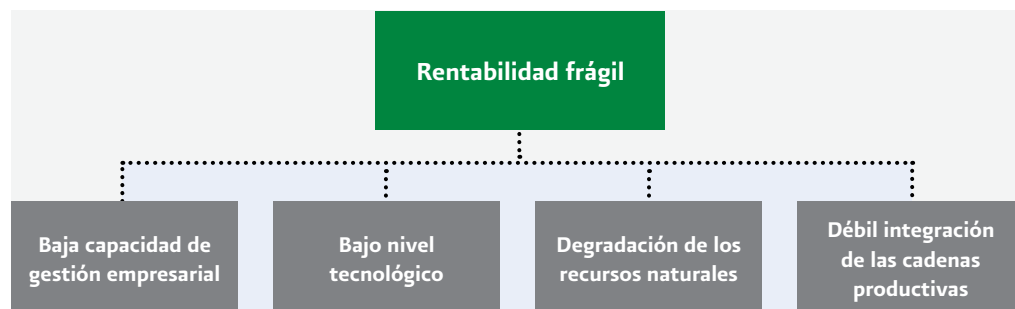 Rentabilidad frágil
Baja capacidad de
gestión empresarial
Bajo nivel
tecnológico
Degradación de los
recursos naturales
Débil integración
de las cadenas
productivas